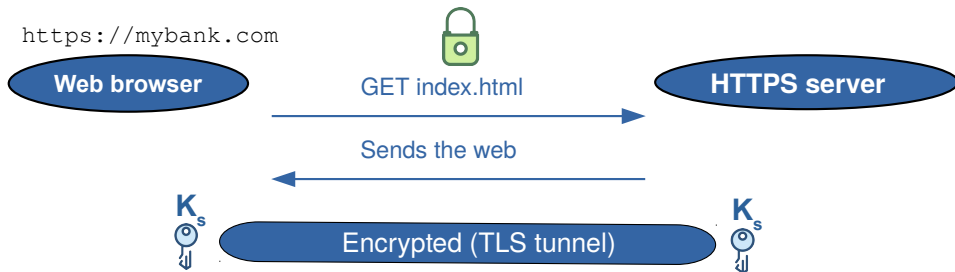 https://mybank.com
Web browser
GET index.html
HTTPS server
Sends the web
Ks
Ks
Encrypted (TLS tunnel)